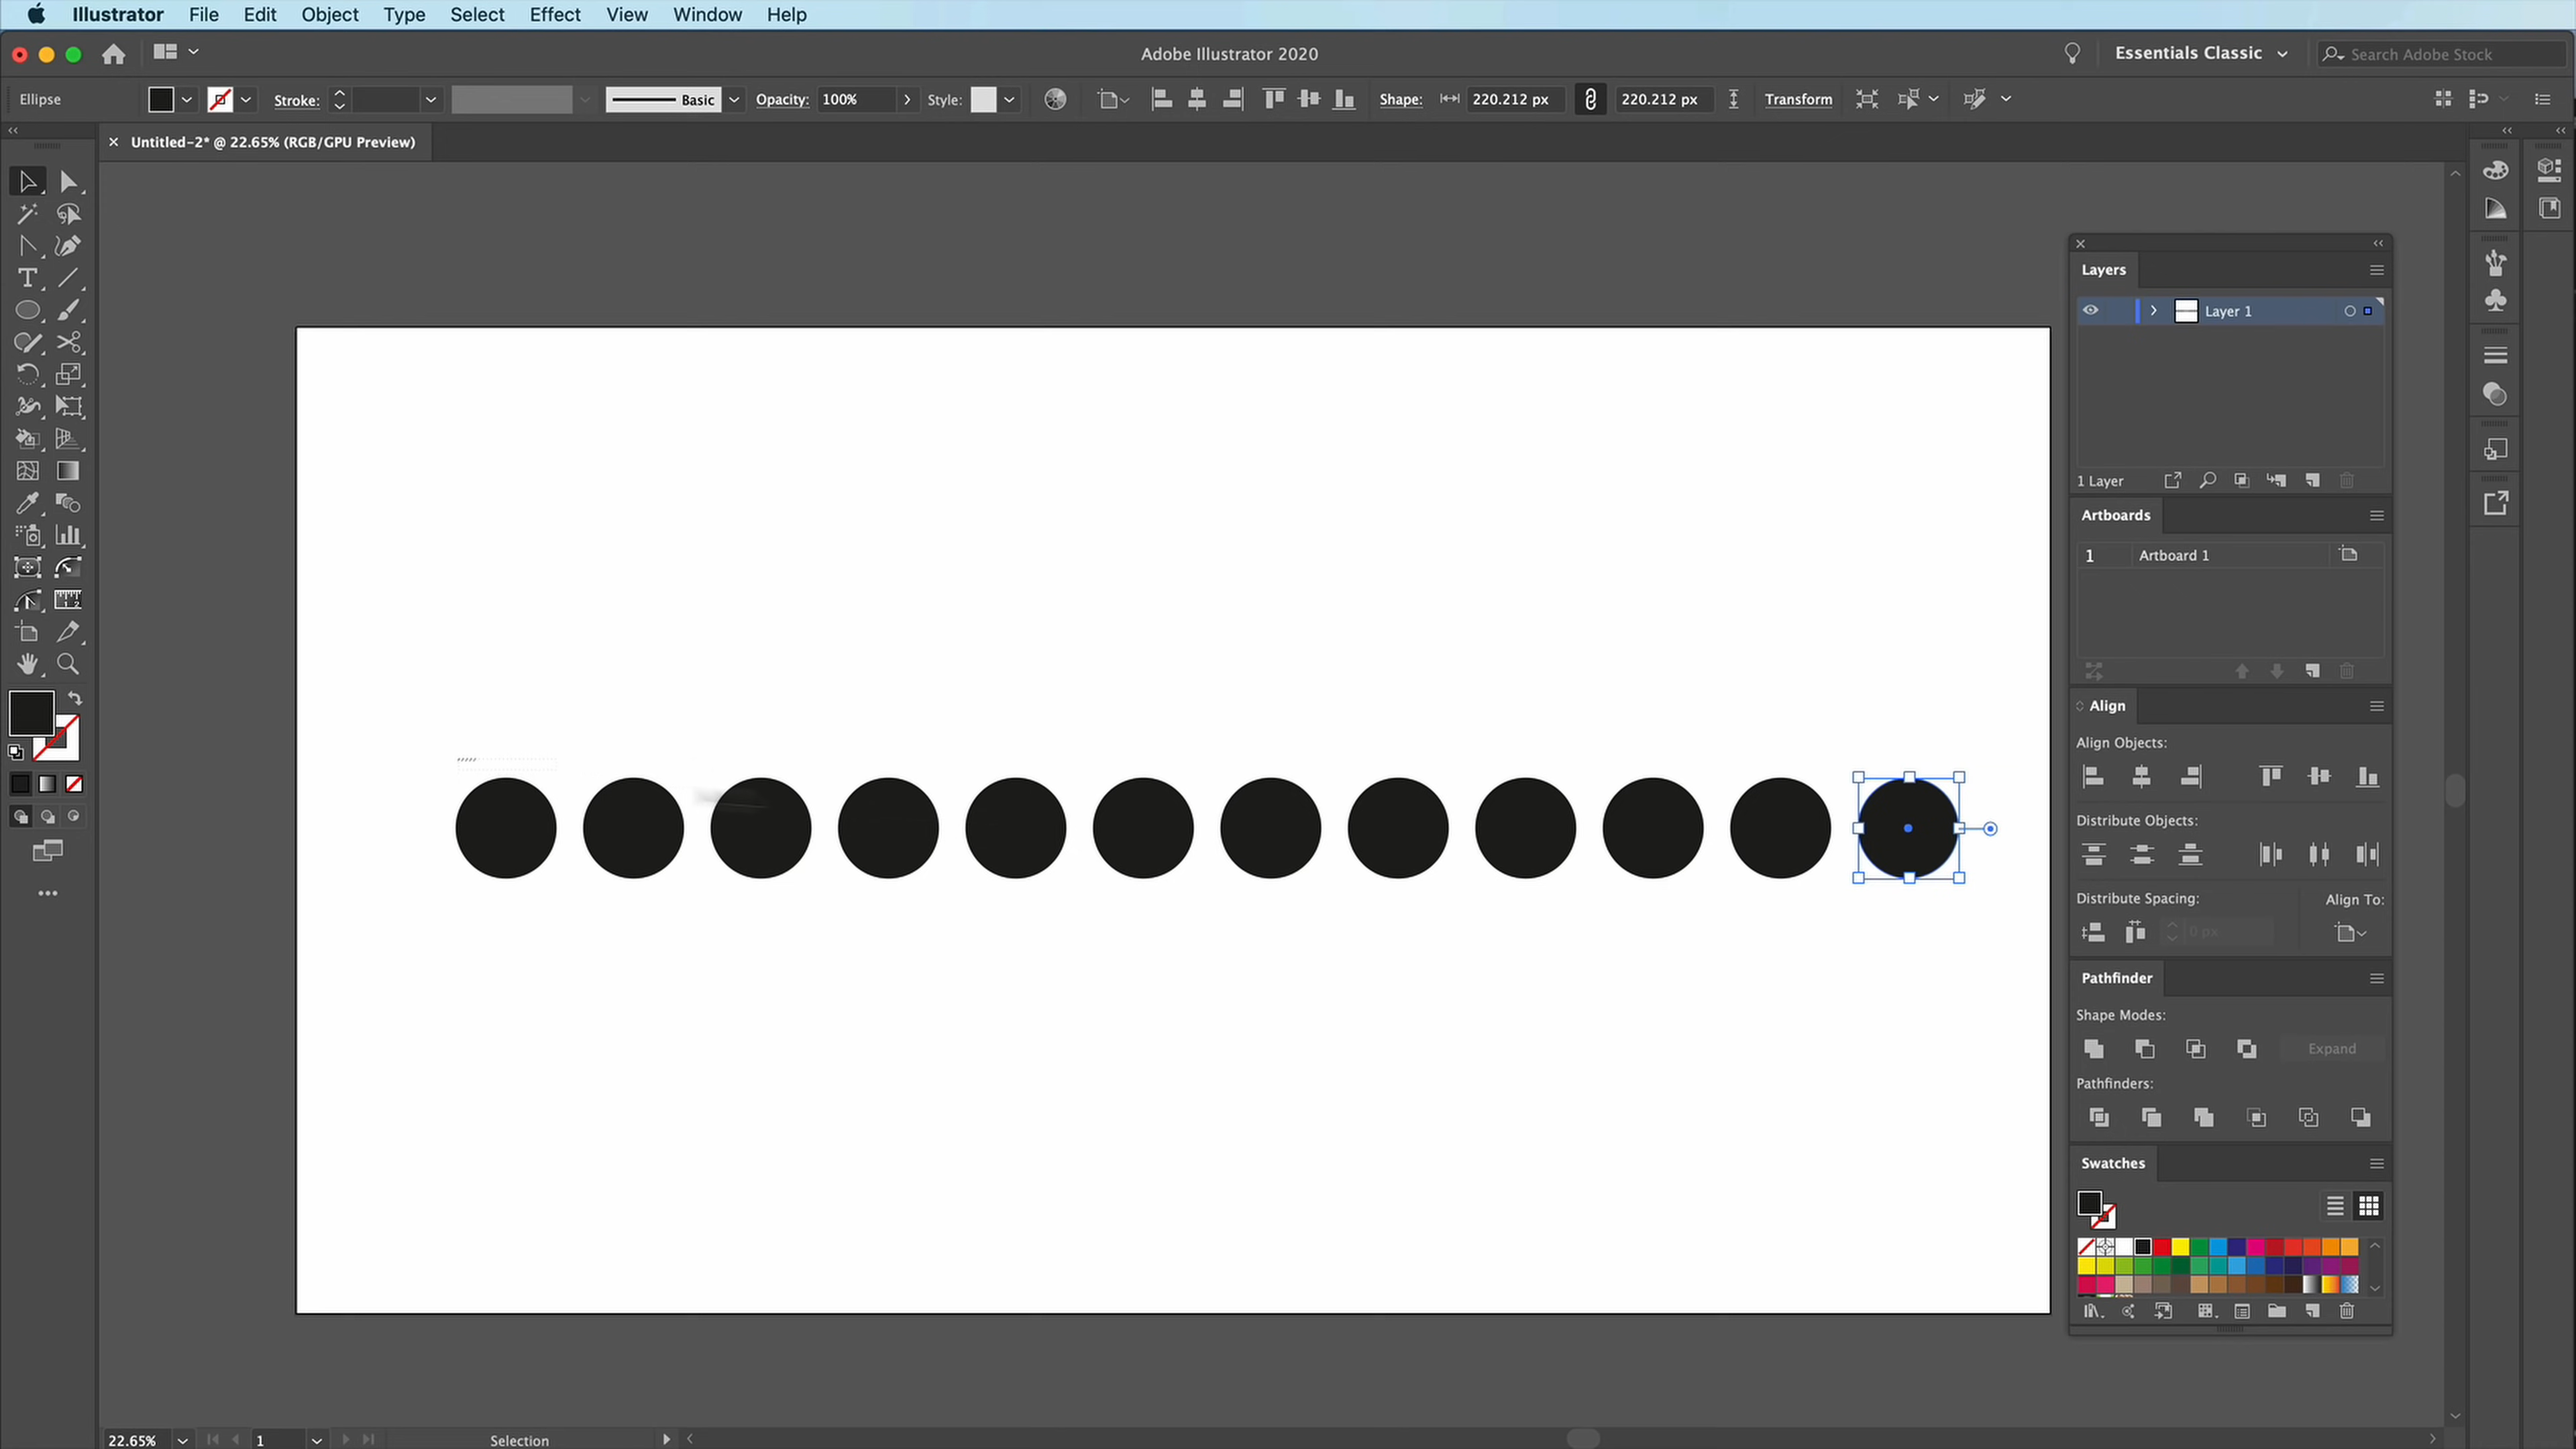 Illustrator File Edit Object Type Select Effect View Window Help
Adobe Illustrator 2020
Essentials Classic
Search Adobe Stock
Ellipse
Stroke:
Basic
Opacity: 100%
Style:
Shape: 220.212 px 220.212 px
Transform
× Untitled-2* @ 22.65% (RGB/GPU Preview)
Layers
Layer 1
1 Layer
Artboards
1 Artboard 1
Align
Align Objects:
Distribute Objects:
Distribute Spacing: Align To:
0 px
Pathfinder
Shape Modes:
Expand
Pathfinders:
Swatches
22.65% 1 Selection